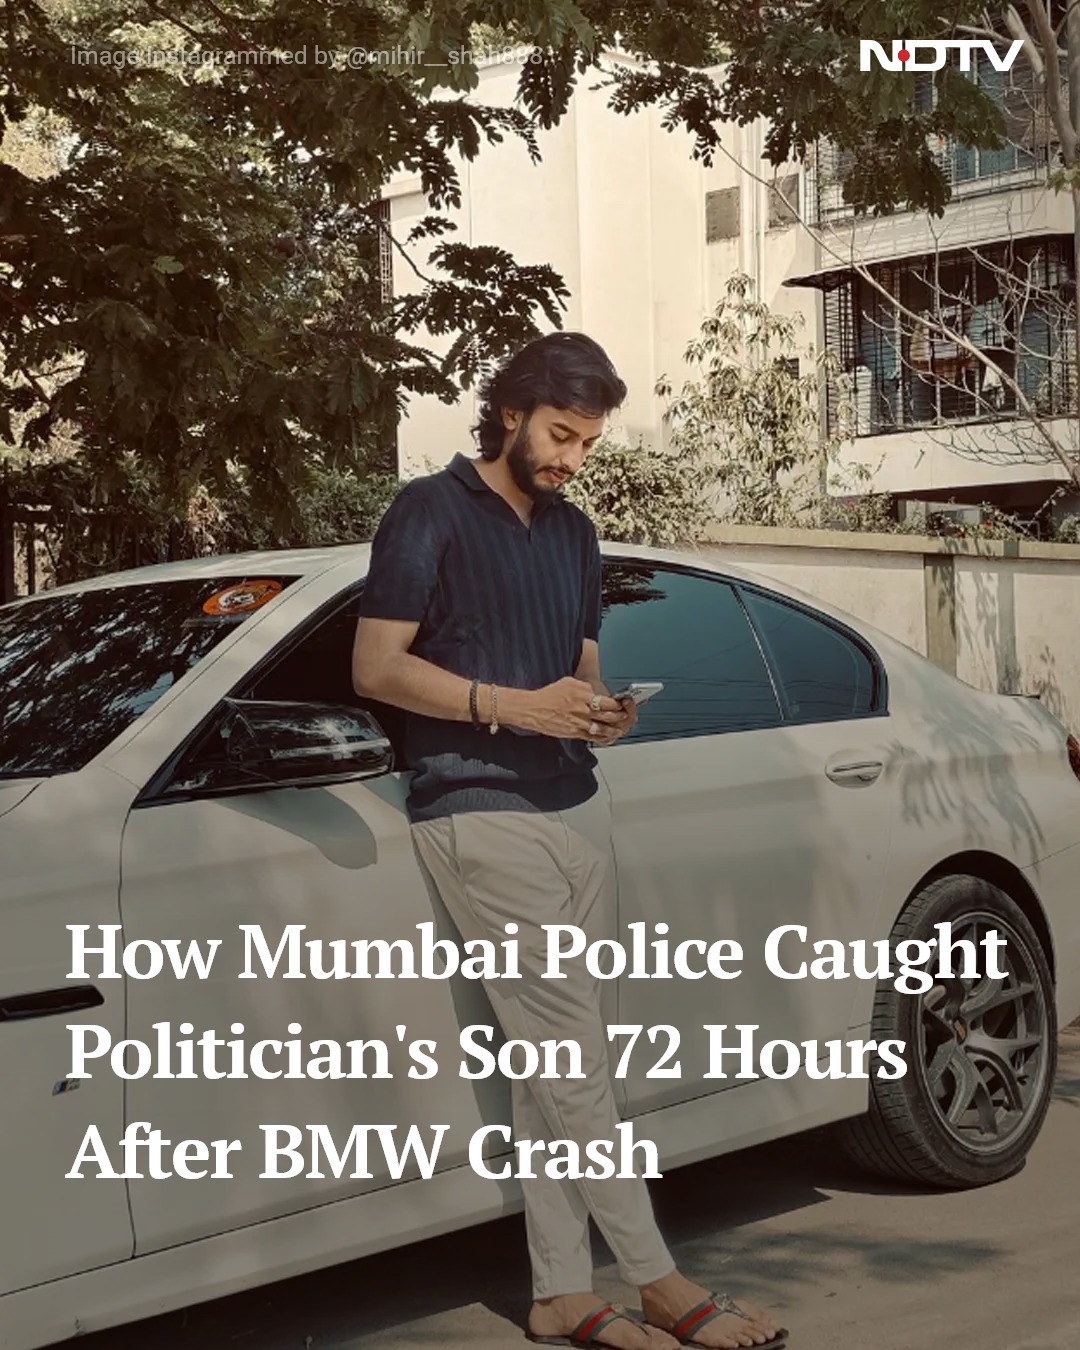 Image Instagrammed by @mihir__shah888
NDTV
How Mumbai Police Caught
Politician's Son 72 Hours
After BMW Crash